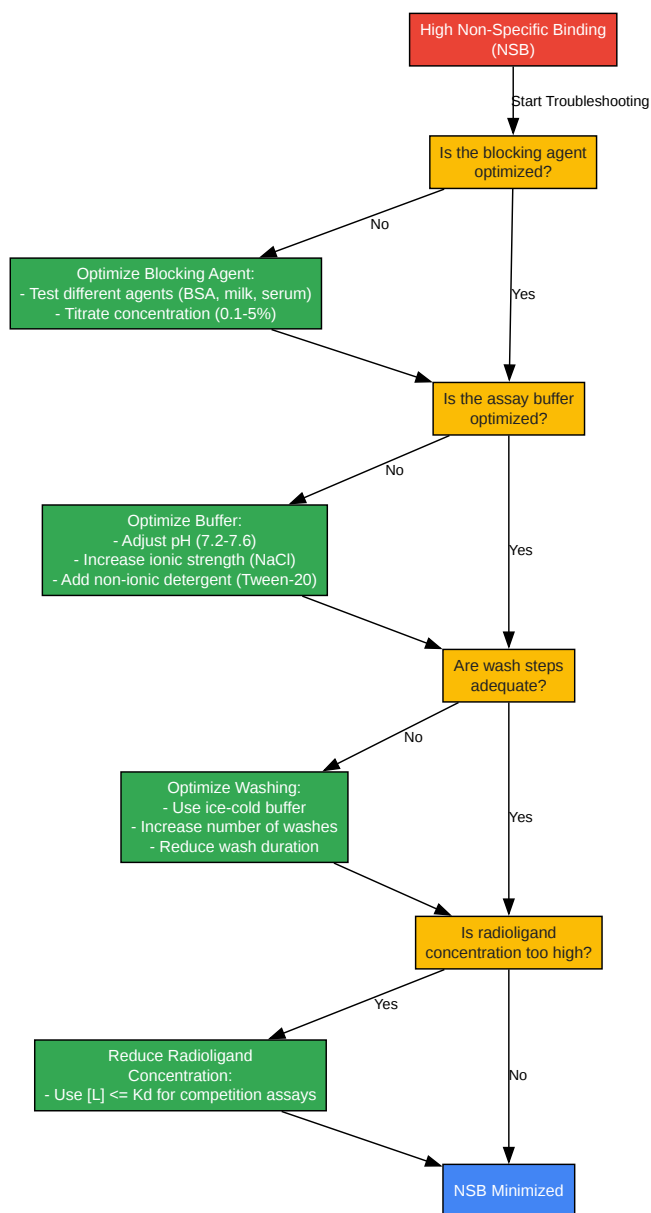 High Non-Specific Binding
(NSB)
Start Troubleshooting
Is the blocking agent
optimized?
No
Yes
Optimize Blocking Agent:
- Test different agents (BSA, milk, serum)
- Titrate concentration (0.1-5%)
Is the assay buffer
optimized?
No
Yes
Optimize Buffer:
- Adjust pH (7.2-7.6)
- Increase ionic strength (NaCl)
- Add non-ionic detergent (Tween-20)
Are wash steps
adequate?
No
Yes
Optimize Washing:
- Use ice-cold buffer
- Increase number of washes
- Reduce wash duration
Is radioligand
concentration too high?
Yes
No
Reduce Radioligand
Concentration:
- Use [L] <= Kd for competition assays
NSB Minimized